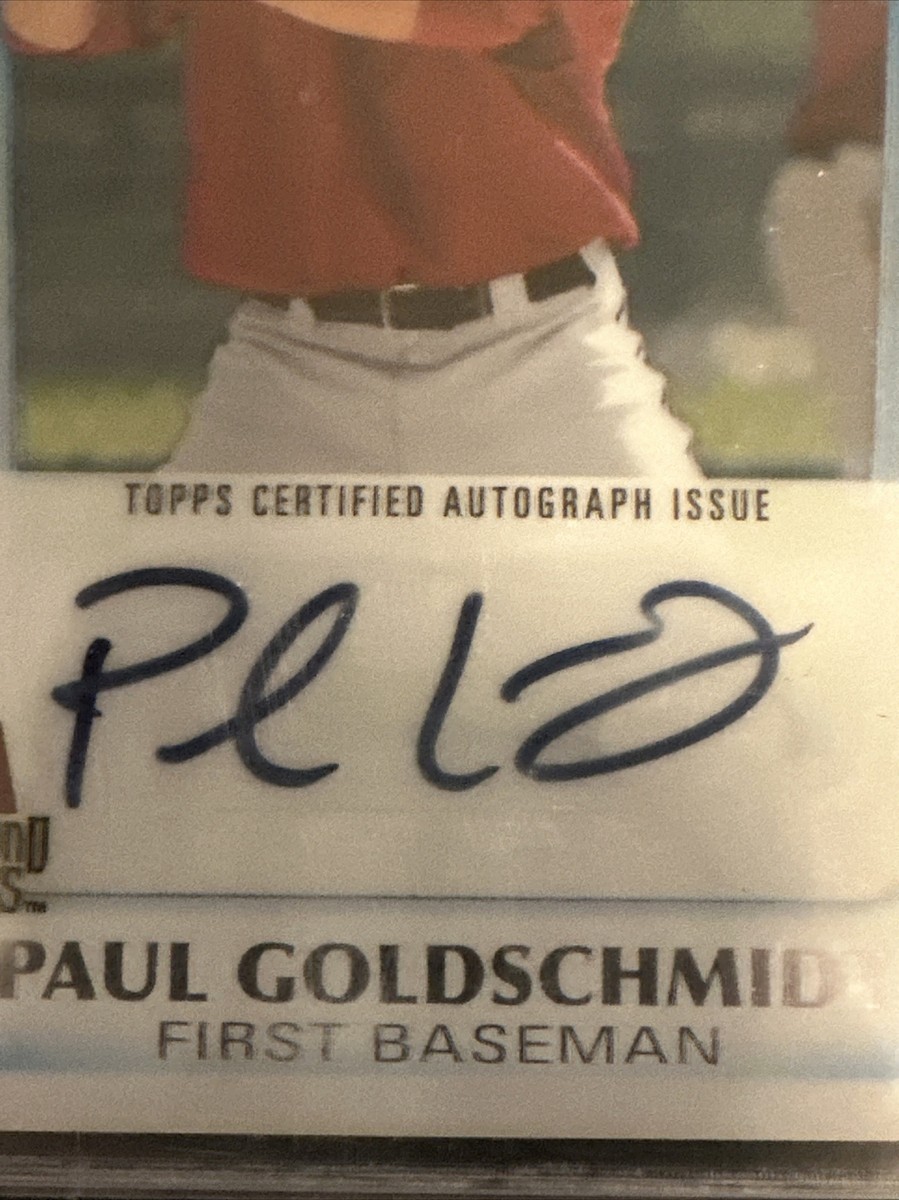 TOPPS CERTIFIED AUTOGRAPH ISSUE
PAUL GOLDSCHMIDT
FIRST BASEMAN